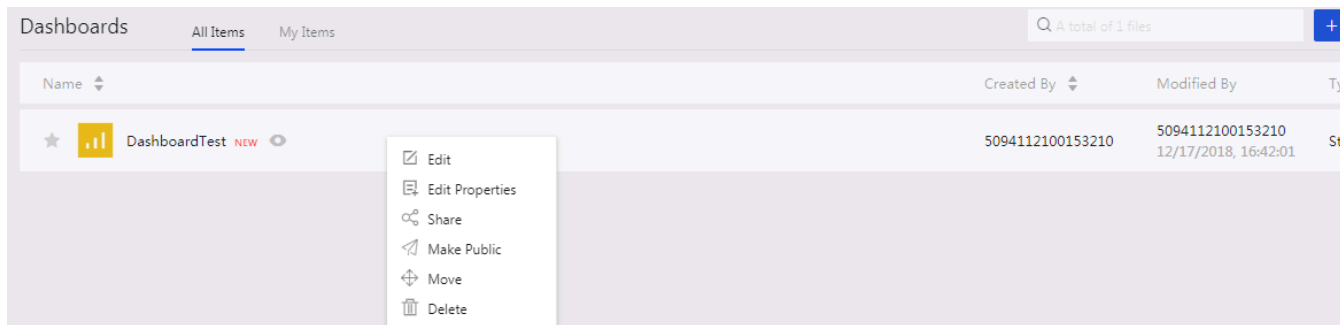 Dashboards
All Items
My Items
A total of 1 files
+
Name
Created By
Modified By
DashboardTest NEW
5094112100153210
5094112100153210
12/17/2018, 16:42:01
Edit
Edit Properties
Share
Make Public
Move
Delete